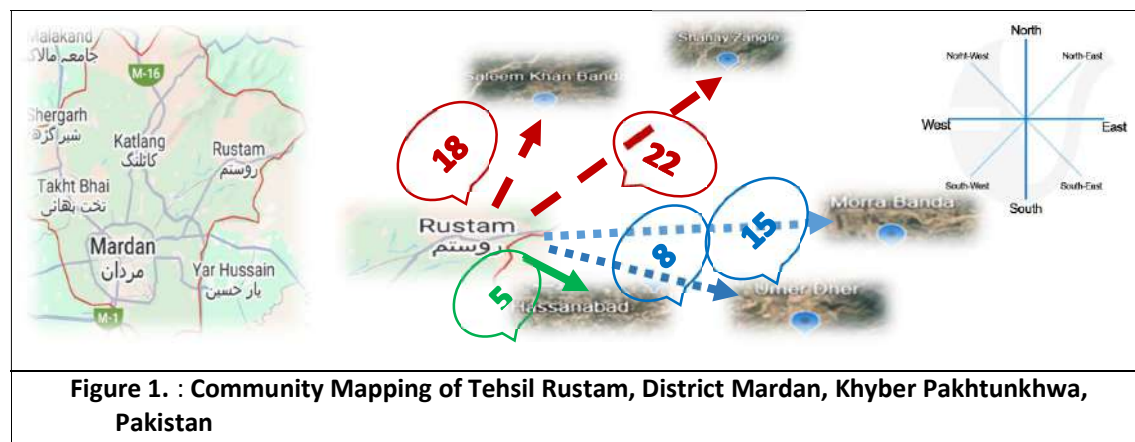 Malakand
جامعہ مالاک
M-16
Shergarh
شیرگڑھ
Katlang
کاٹلنگ
Rustam
روستم
Takht Bhai
تخت بھائی
Mardan
مردان
Yar Hussain
یار حسین
M-1
Saleem Khan Banda
Shanay Zangle
18
22
Rustam
روستم
8
15
5
Morra Banda
Umer Dher
Hassanabad
North
Norht-West
North-East
West
East
South-West
South-East
South
Figure 1. : Community Mapping of Tehsil Rustam, District Mardan, Khyber Pakhtunkhwa,
Pakistan